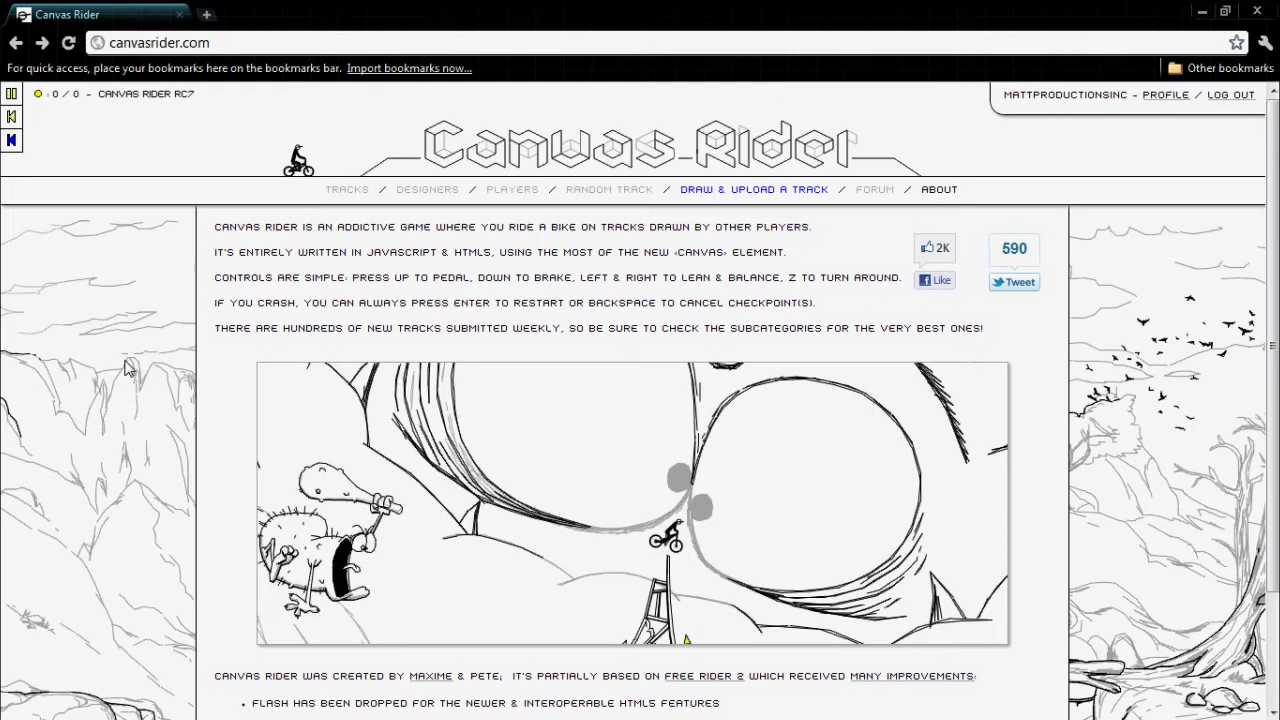 Canvas Rider
canvasrider.com
For quick access, place your bookmarks here on the bookmarks bar. Import bookmarks now...
Other bookmarks
: 0 / 0 - CANVAS RIDER RC7
MATTPRODUCTIONSINC - PROFILE / LOG OUT
Canvas Rider
TRACKS / DESIGNERS / PLAYERS / RANDOM TRACK / DRAW & UPLOAD A TRACK / FORUM / ABOUT
CANVAS RIDER IS AN ADDICTIVE GAME WHERE YOU RIDE A BIKE ON TRACKS DRAWN BY OTHER PLAYERS.
IT'S ENTIRELY WRITTEN IN JAVASCRIPT & HTML5, USING THE MOST OF THE NEW <CANVAS> ELEMENT.
CONTROLS ARE SIMPLE: PRESS UP TO PEDAL, DOWN TO BRAKE, LEFT & RIGHT TO LEAN & BALANCE, Z TO TURN AROUND.
IF YOU CRASH, YOU CAN ALWAYS PRESS ENTER TO RESTART OR BACKSPACE TO CANCEL CHECKPOINT(S).
THERE ARE HUNDREDS OF NEW TRACKS SUBMITTED WEEKLY, SO BE SURE TO CHECK THE SUBCATEGORIES FOR THE VERY BEST ONES!
2K
Like
590
Tweet
CANVAS RIDER WAS CREATED & PETE. IT'S PARTIALLY BASED ON FREE RIDER 2 WHICH RECEIVED MANY IMPROVEMENTS:
• FLASH HAS BEEN DROPPED FOR THE NEWER & INTEROPERABLE HTML5 FEATURES